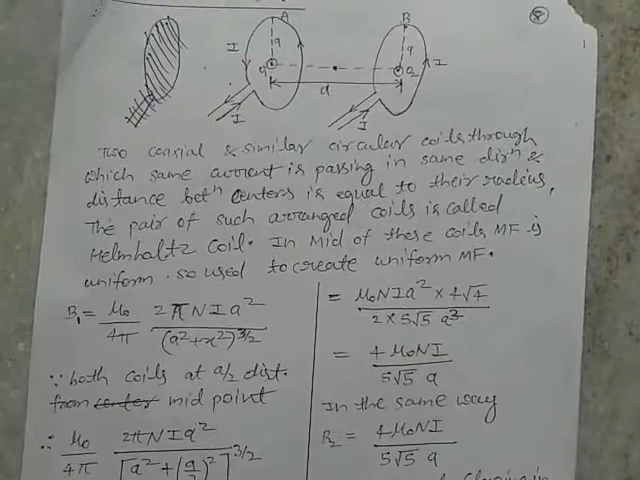 8
A
B
I
a
a
I
O₁
O₂
a
I
I
Two coaxial & similar circular coils through
which same current is passing in same dirⁿ &
distance betⁿ centers is equal to their radius,
The pair of such arranged coils is called
Helmholtz Coil. In Mid of these coils MF is
uniform. so used to create uniform MF.
B₁ = μ₀/4π 2πNIa²/(a²+x²)^3/2
∵ both coils at a/2 dist.
from center mid point
∴ μ₀/4π 2πNIa²/[a²+(a/2)²]^3/2
= μ₀NIa² × 4√4/2×5√5 a³
= 4μ₀NI/5√5 a
In the same way
B₂ = 4μ₀NI/5√5 a